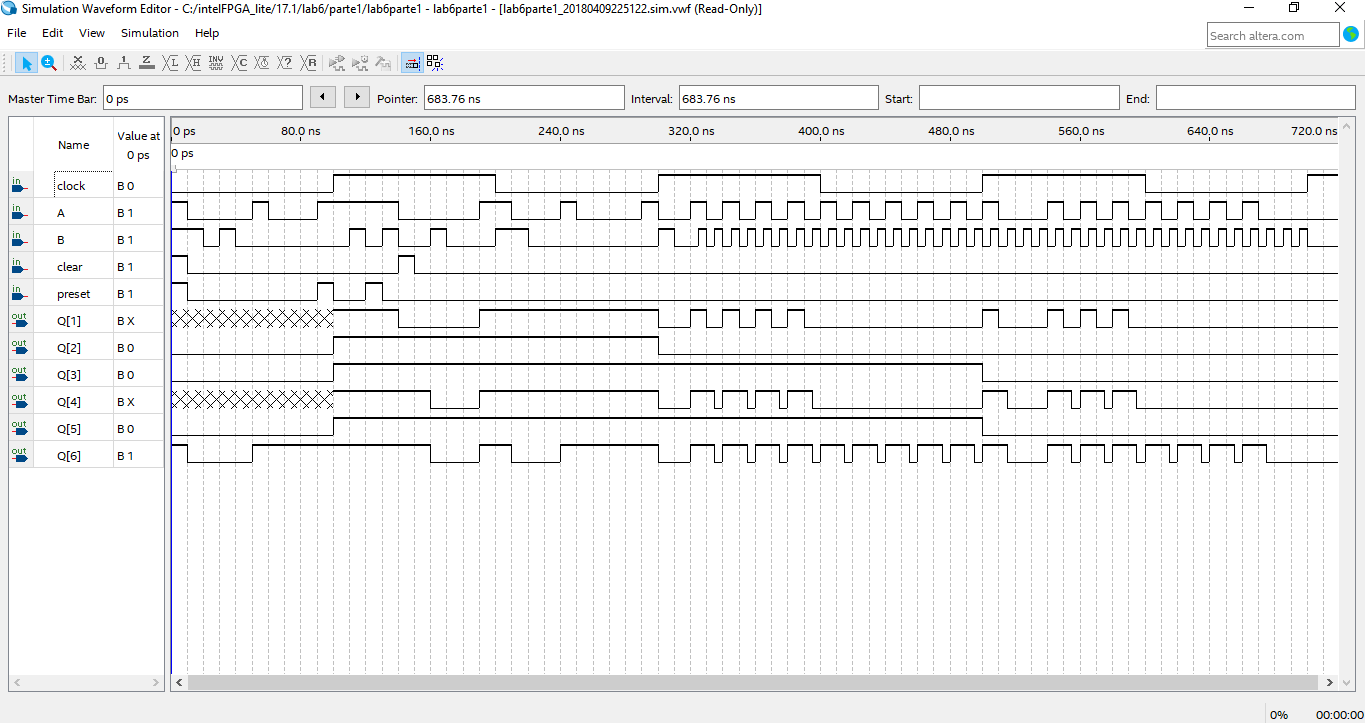 Simulation Waveform Editor - C:/intelFPGA_lite/17.1/lab6/parte1/lab6parte1 - lab6parte1 - [lab6parte1_20180409225122.sim.vwf (Read-Only)]
File Edit View Simulation Help
Search altera.com
Master Time Bar: 0 ps Pointer: 683.76 ns Interval: 683.76 ns Start: End:
Name Value at 0 ps
0 ps 80.0 ns 160.0 ns 240.0 ns 320.0 ns 400.0 ns 480.0 ns 560.0 ns 640.0 ns 720.0 ns
0 ps
in clock B 0
in A B 1
in B B 1
in clear B 1
in preset B 1
out Q[1] B X
out Q[2] B 0
out Q[3] B 0
out Q[4] B X
out Q[5] B 0
out Q[6] B 1
0% 00:00:00